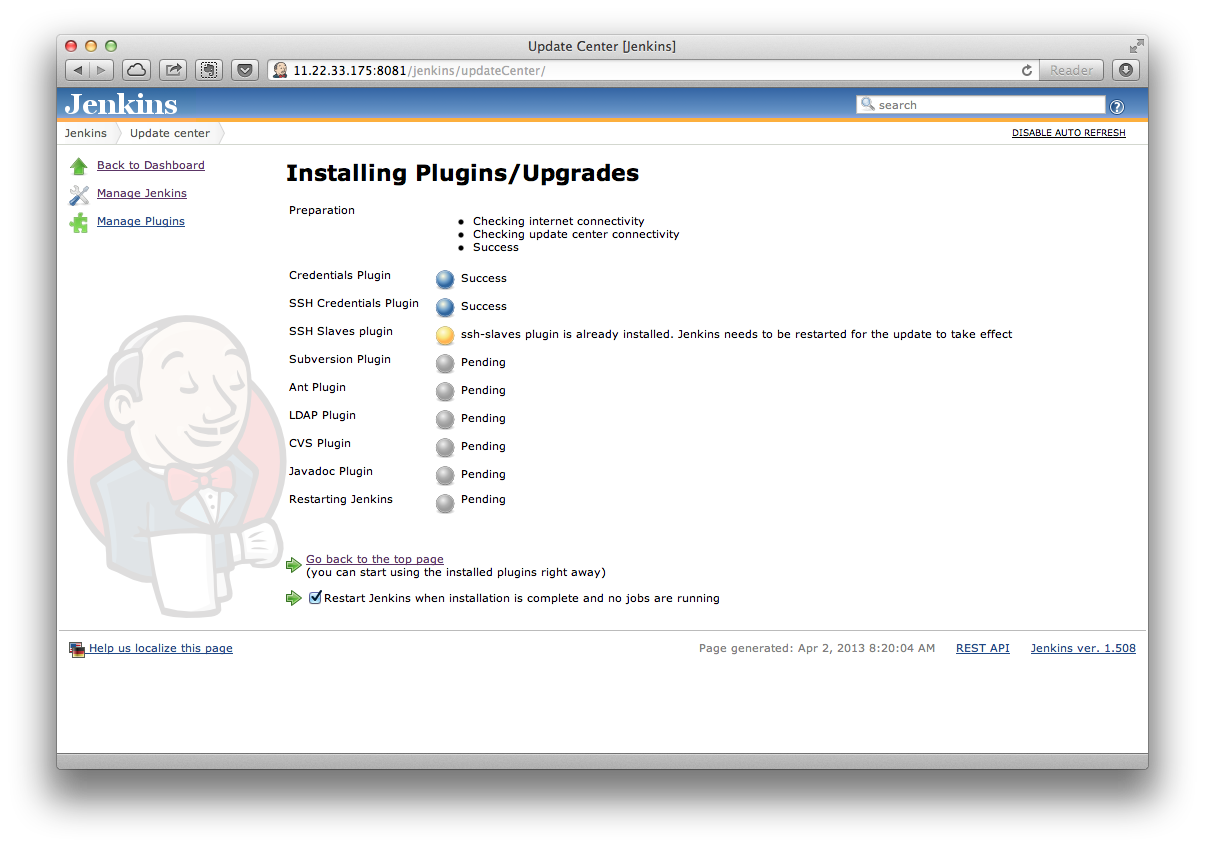 Update Center [Jenkins]
11.22.33.175:8081/jenkins/updateCenter/
Reader
Jenkins
search
?
Jenkins
Update center
DISABLE AUTO REFRESH
Back to Dashboard
Manage Jenkins
Manage Plugins
Installing Plugins/Upgrades
Preparation
Checking internet connectivity
Checking update center connectivity
Success
Credentials Plugin Success
SSH Credentials Plugin Success
SSH Slaves plugin ssh-slaves plugin is already installed. Jenkins needs to be restarted for the update to take effect
Subversion Plugin Pending
Ant Plugin Pending
LDAP Plugin Pending
CVS Plugin Pending
Javadoc Plugin Pending
Restarting Jenkins Pending
Go back to the top page
(you can start using the installed plugins right away)
Restart Jenkins when installation is complete and no jobs are running
Help us localize this page
Page generated: Apr 2, 2013 8:20:04 AM REST API Jenkins ver. 1.508